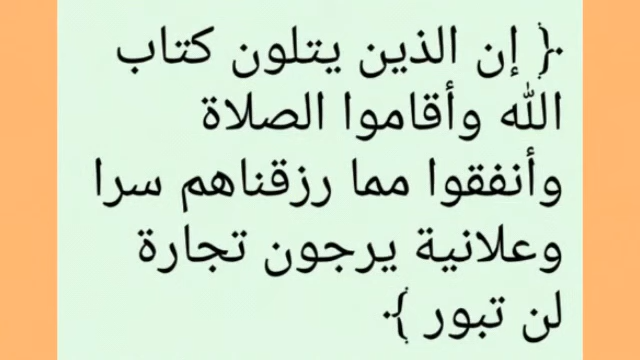 ﴿ إن الذين يتلون كتاب
الله وأقاموا الصلاة
وأنفقوا مما رزقناهم سرا
وعلانية يرجون تجارة
لن تبور ﴾